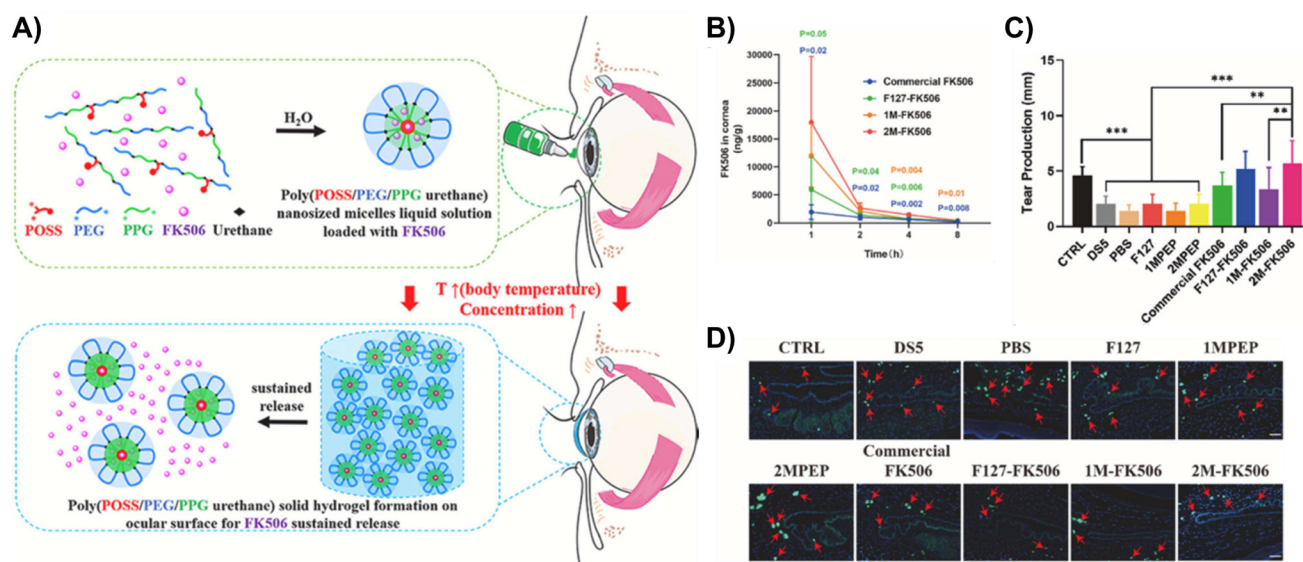 A)
H₂O
Poly(POSS/PEG/PPG urethane)
nanosized micelles liquid solution
loaded with FK506
POSS PEG PPG FK506 Urethane
T ↑(body temperature)
Concentration ↑
sustained
release
Poly(POSS/PEG/PPG urethane) solid hydrogel formation on
ocular surface for FK506 sustained release
B)
P=0.05
P=0.02
FK506 in cornea
(ng/g)
30000
25000
20000
15000
10000
5000
0
Commercial FK506
F127-FK506
1M-FK506
2M-FK506
P=0.04
P=0.02
P=0.004
P=0.006
P=0.002
P=0.01
P=0.008
1 2 4 8
Time(h)
C)
Tear Production (mm)
15
10
5
0
***
***
**
**
CTRL
DS5
PBS
F127
1MPEP
2MPEP
Commercial FK506
F127-FK506
1M-FK506
2M-FK506
D)
CTRL DS5 PBS F127 1MPEP
2MPEP Commercial FK506 F127-FK506 1M-FK506 2M-FK506